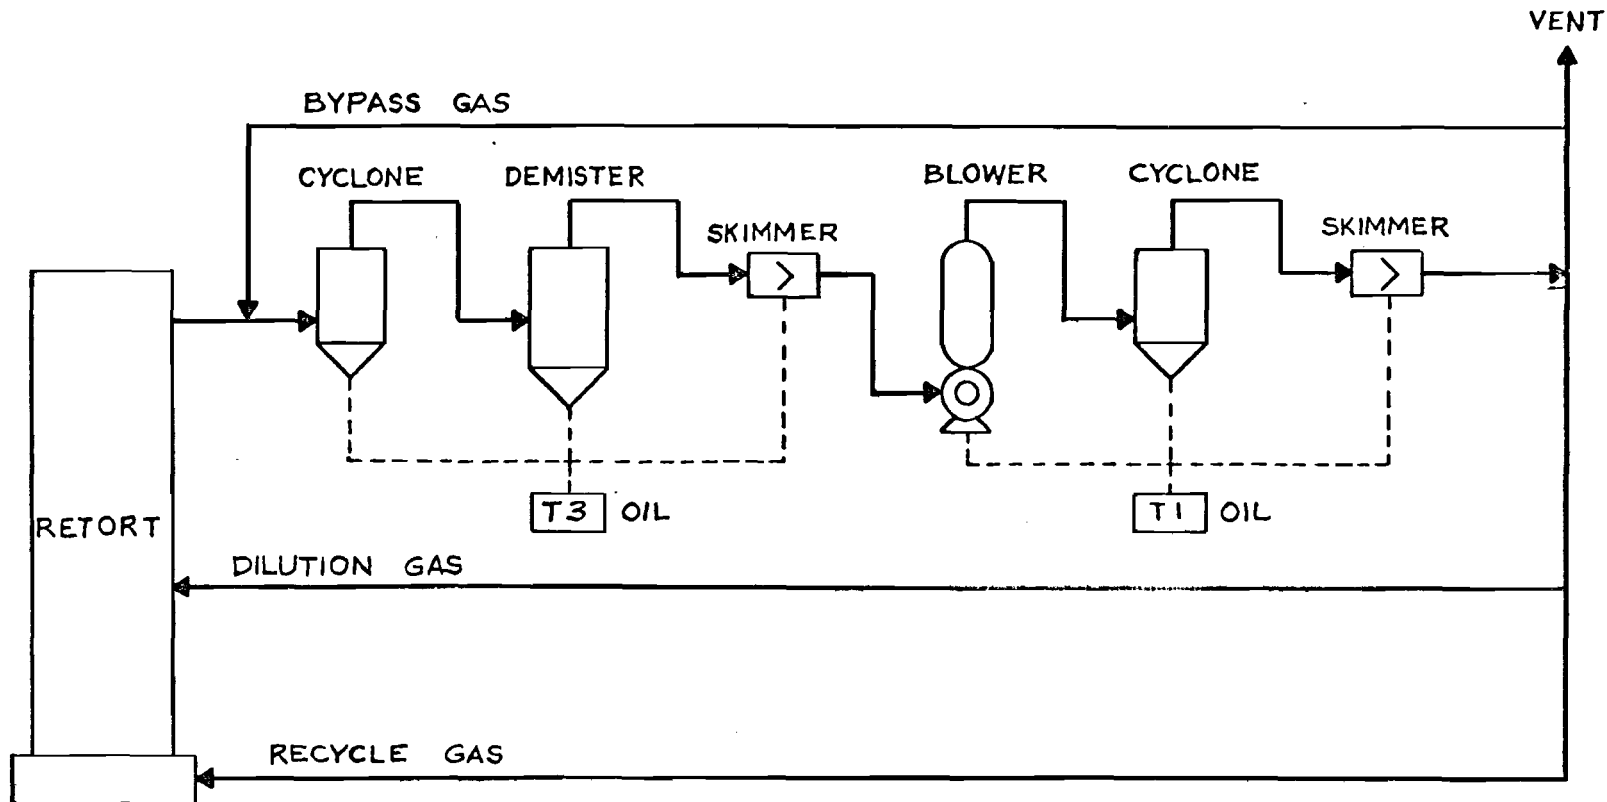 VENT
BYPASS GAS
CYCLONE
DEMISTER
BLOWER
CYCLONE
SKIMMER
SKIMMER
T3 OIL
T1 OIL
RETORT
DILUTION GAS
RECYCLE GAS